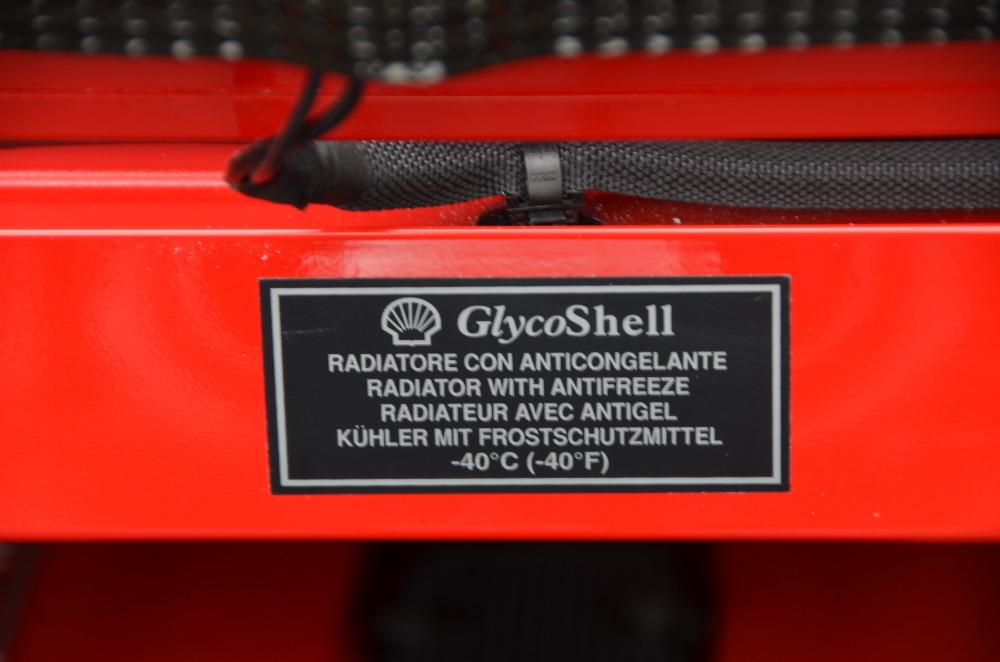 GlycoShell
RADIATORE CON ANTICONGELANTE
RADIATOR WITH ANTIFREEZE
RADIATEUR AVEC ANTIGEL
KÜHLER MIT FROSTSCHUTZMITTEL
-40°C (-40°F)